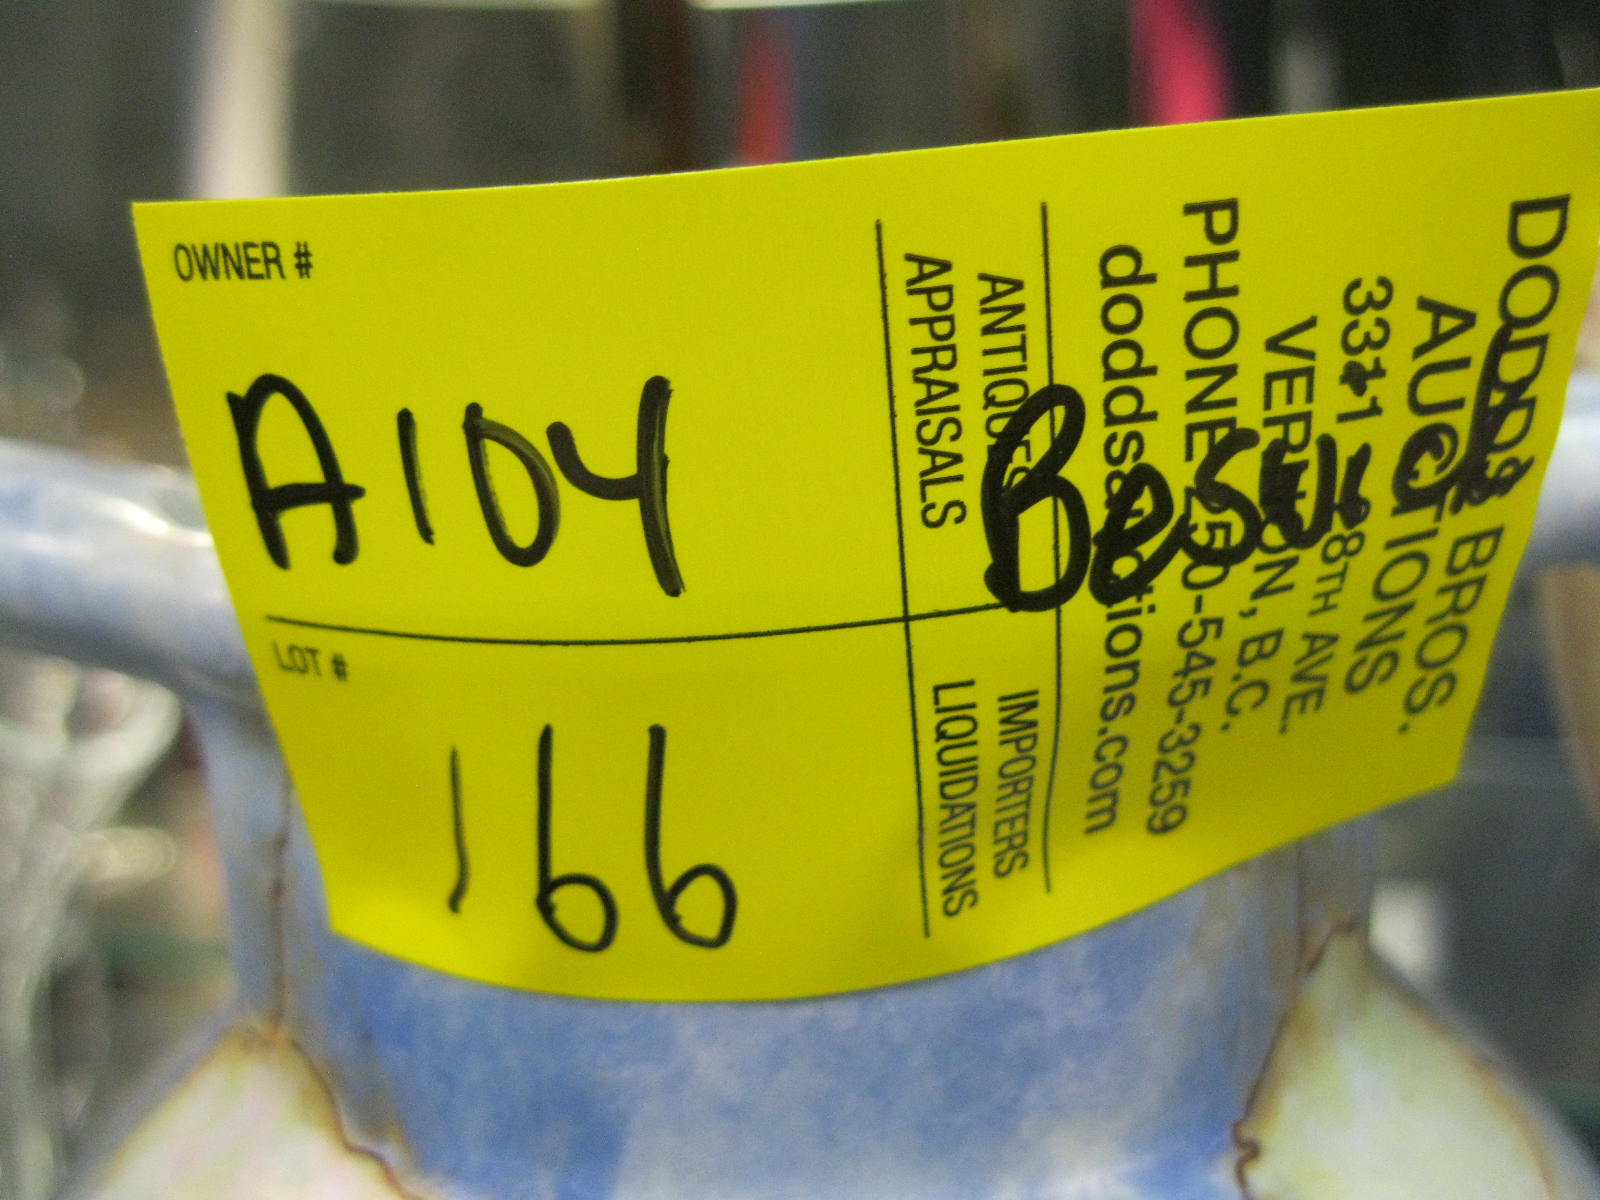 OWNER #
A104
LOT #
166
DODDS BROS.
AUCTIONS
3311 - 28TH AVE.
VERNON, B.C.
PHONE 250-545-3259
doddsauctions.com
ANTIQUES IMPORTERS
APPRAISALS LIQUIDATIONS